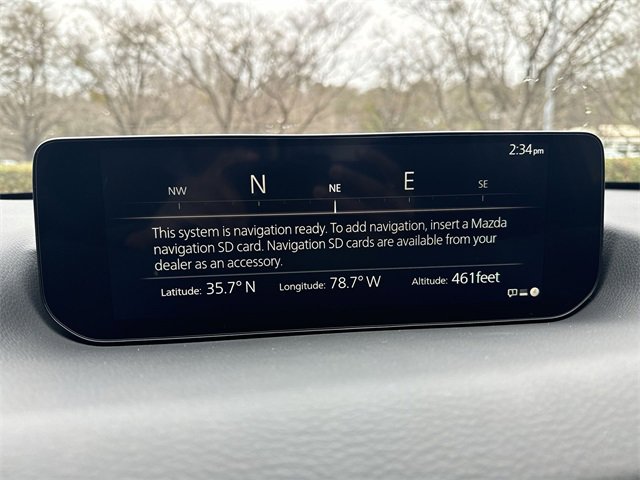 2:34pm
NW N NE E SE
This system is navigation ready. To add navigation, insert a Mazda
navigation SD card. Navigation SD cards are available from your
dealer as an accessory.
Latitude: 35.7° N Longitude: 78.7° W Altitude: 461feet